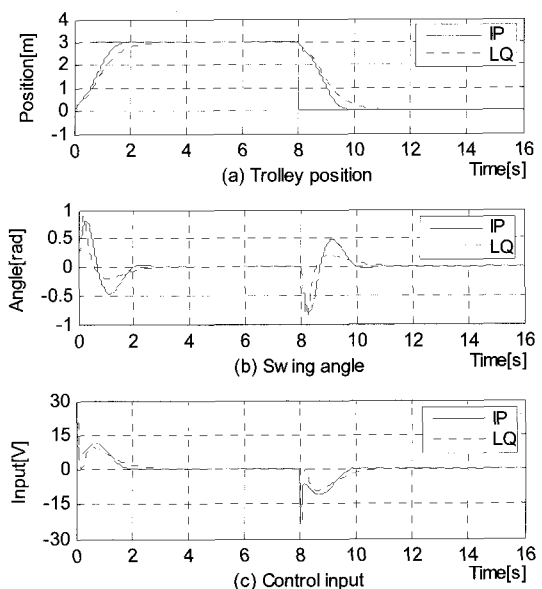 Position[m]
4
3
2
1
0
-1
IP
LQ
0 2 4 6 8 10 12 14 16
(a) Trolley position
Time[s]
Angle[rad]
1
0.5
0
-0.5
-1
IP
LQ
0 2 4 6 8 10 12 14 16
(b) Swing angle
Time[s]
Input[V]
30
15
0
-15
-30
IP
LQ
0 2 4 6 8 10 12 14 16
(c) Control input
Time[s]